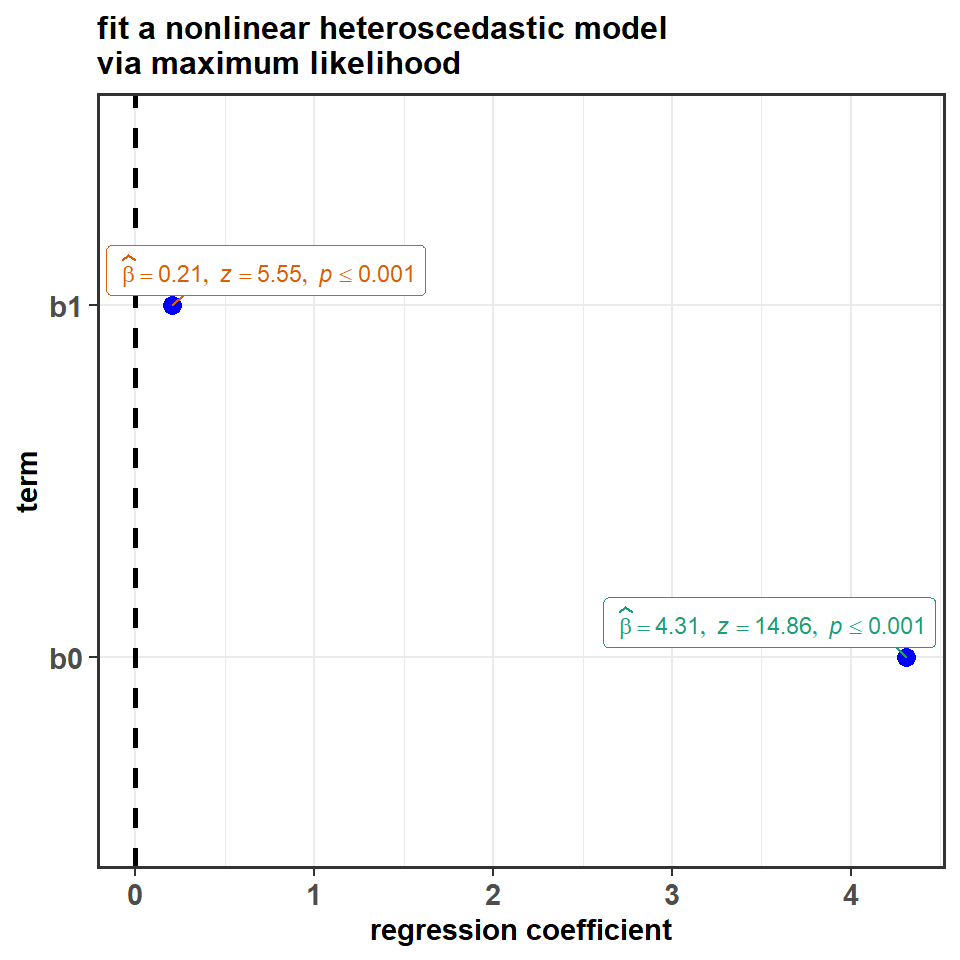 fit a nonlinear heteroscedastic model
via maximum likelihood
β̂ = 0.21, z = 5.55, p ≤ 0.001
b1
term
β̂ = 4.31, z = 14.86, p ≤ 0.001
b0
0 1 2 3 4
regression coefficient